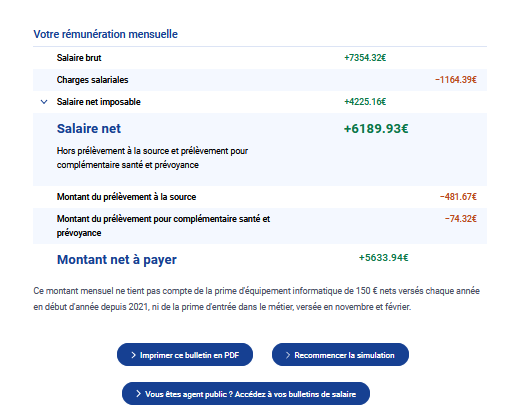 Votre rémunération mensuelle
Salaire brut +7354.32€
Charges salariales −1164.39€
Salaire net imposable +4225.16€
Salaire net +6189.93€
Hors prélèvement à la source et prélèvement pour
complémentaire santé et prévoyance
Montant du prélèvement à la source −481.67€
Montant du prélèvement pour complémentaire santé et −74.32€
prévoyance
Montant net à payer +5633.94€
Ce montant mensuel ne tient pas compte de la prime d'équipement informatique de 150 € nets versés chaque année
en début d'année depuis 2021, ni de la prime d'entrée dans le métier, versée en novembre et février.
Imprimer ce bulletin en PDF Recommencer la simulation
Vous êtes agent public ? Accédez à vos bulletins de salaire